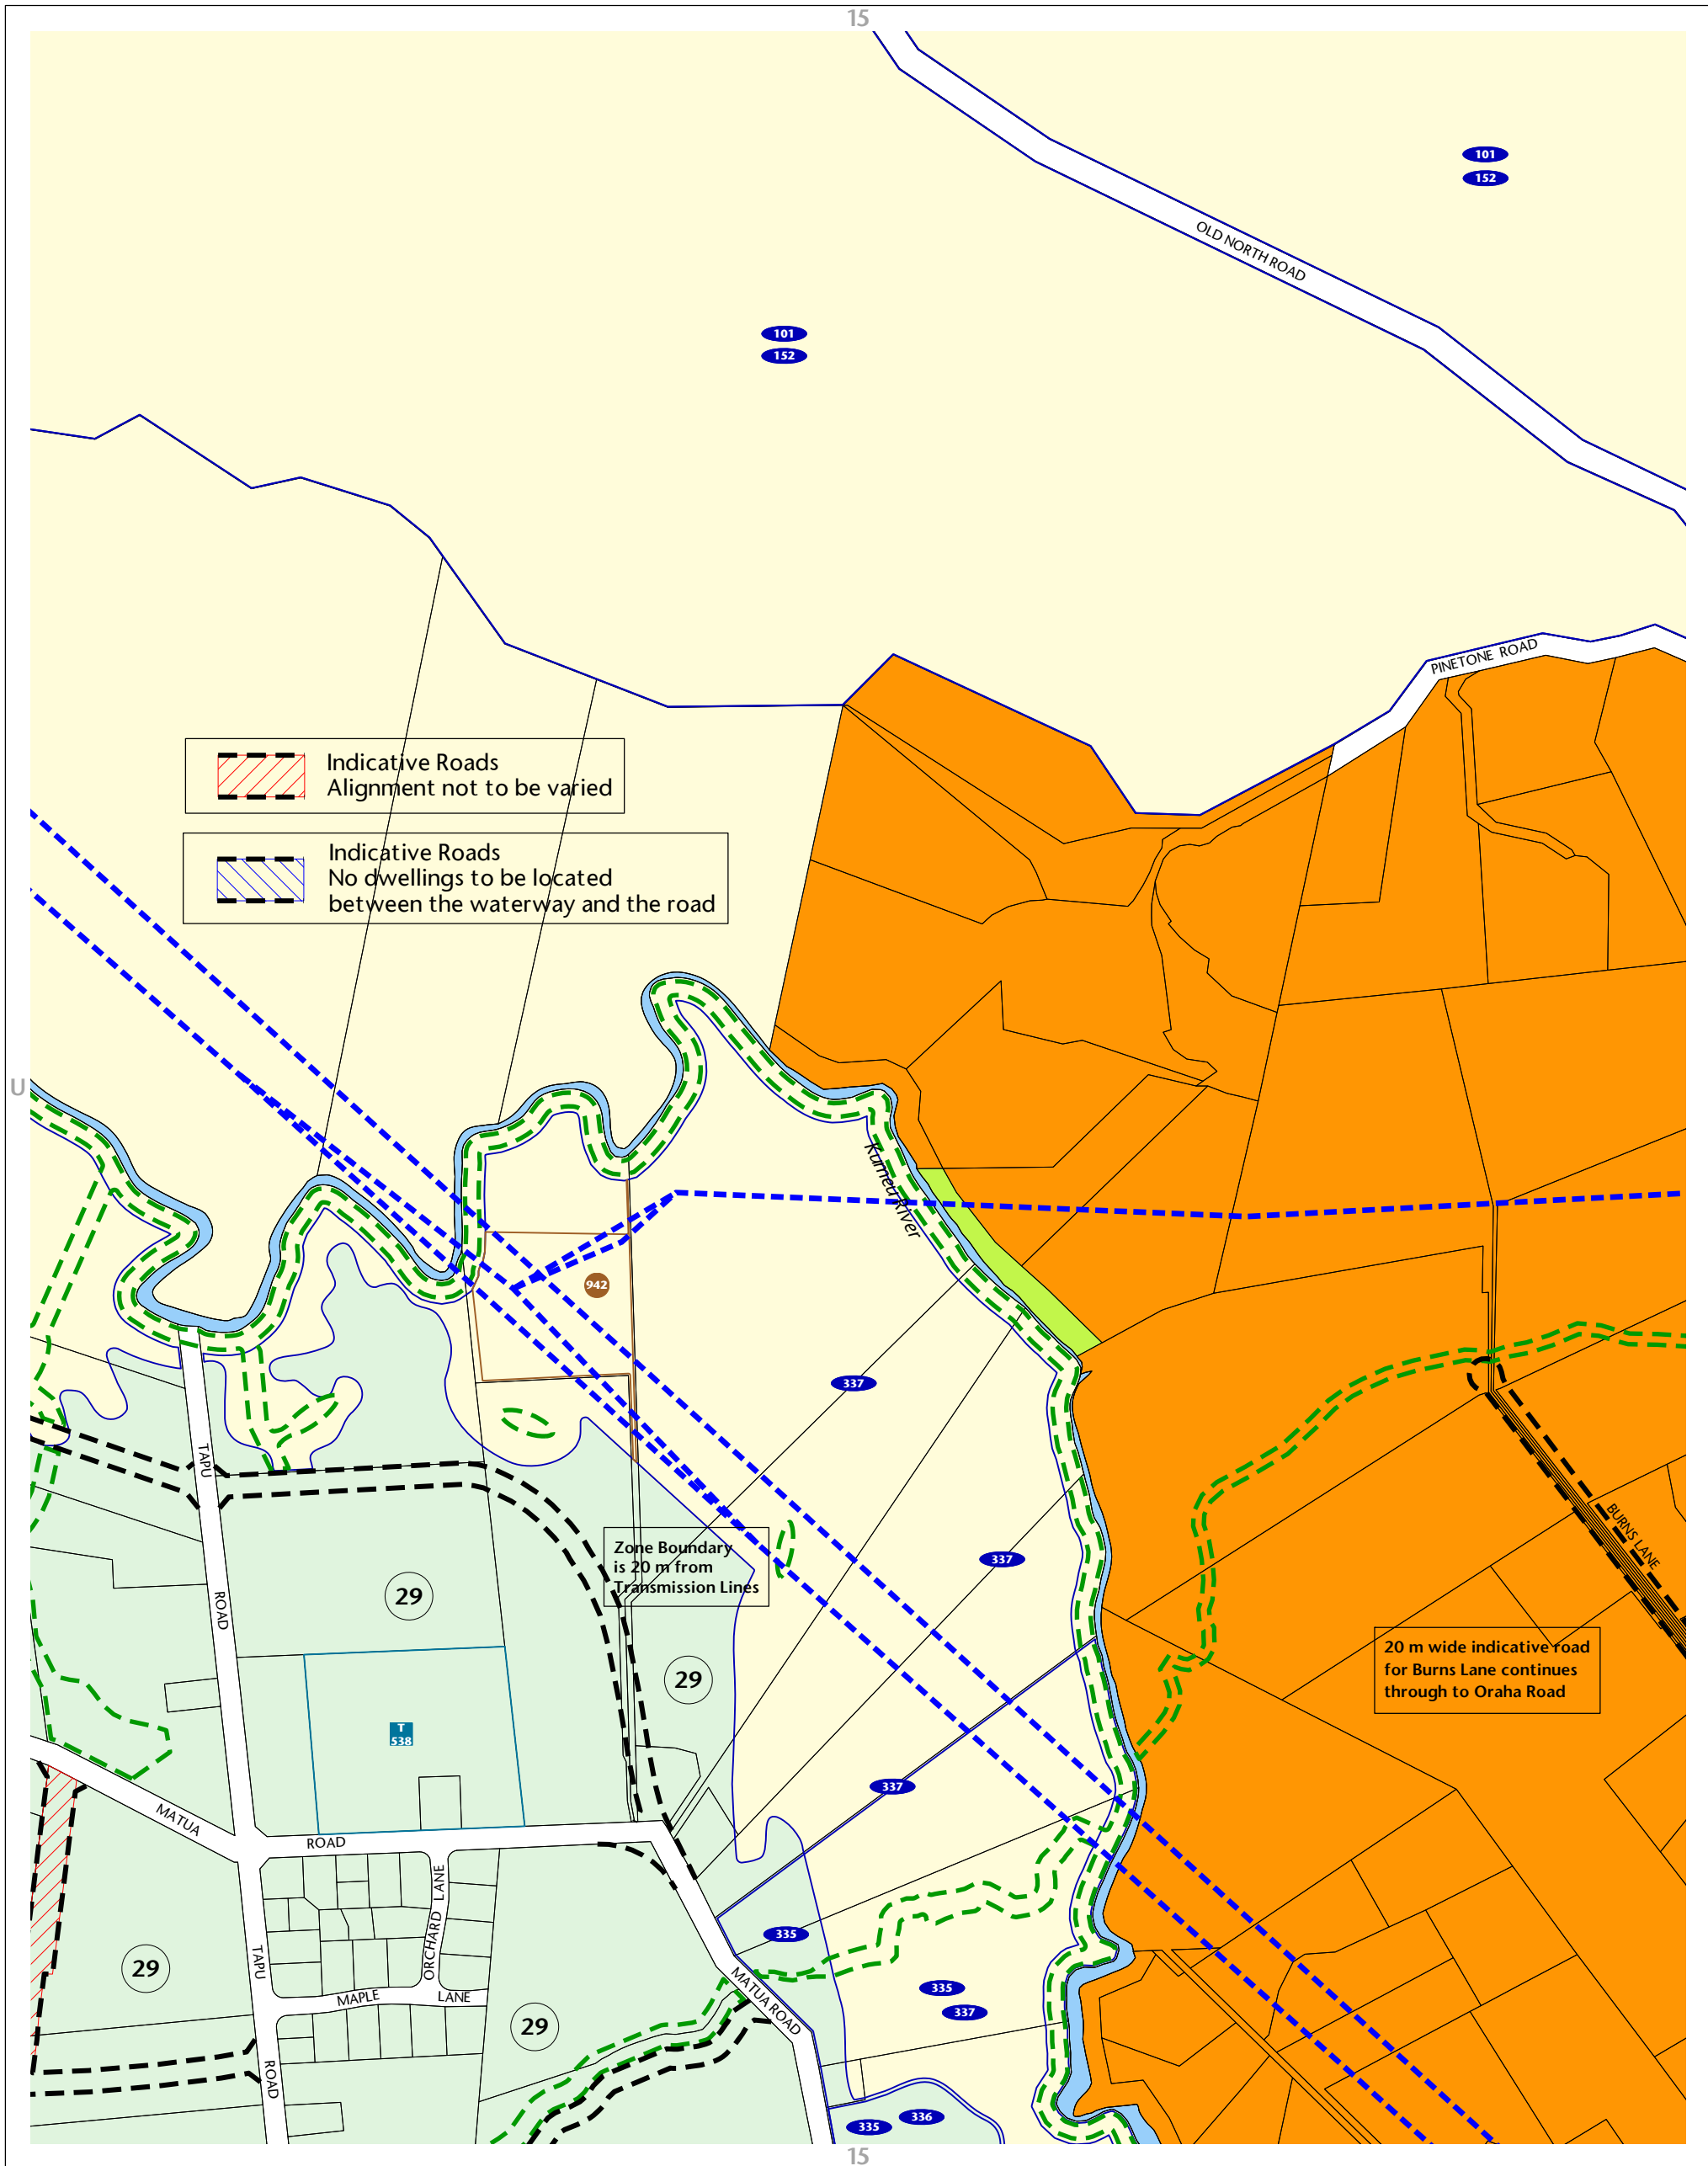 15
101
152
OLD NORTH ROAD
101
152
PINETONE ROAD
Indicative Roads
Alignment not to be varied
Indicative Roads
No dwellings to be located
between the waterway and the road
U
Kumeu River
942
337
TAPU
ROAD
Zone Boundary
is 20 m from
Transmission Lines
337
BURNS LANE
29
29
20 m wide indicative road
for Burns Lane continues
through to Oraha Road
T
538
337
MATUA
ROAD
ORCHARD LANE
335
29
TAPU
ROAD
MAPLE LANE
MATUA ROAD
335
337
29
335
336
15